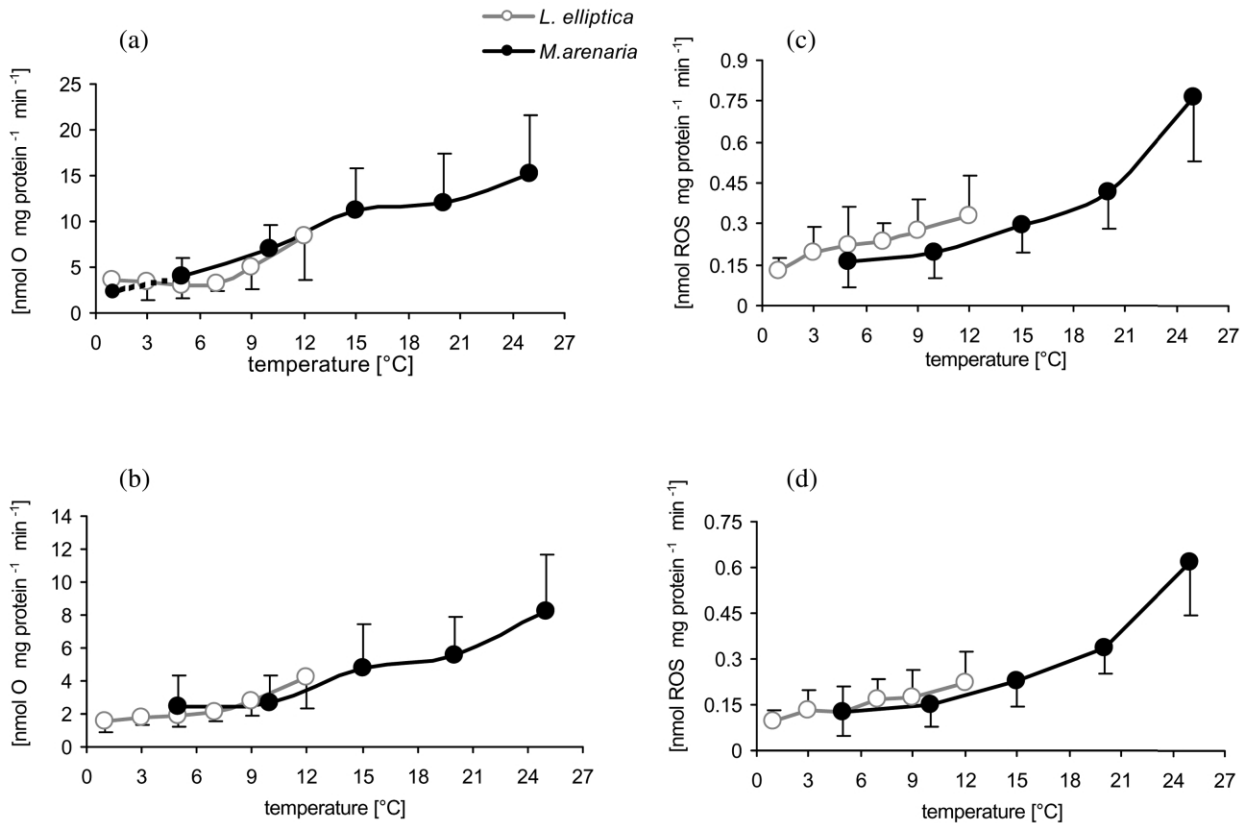 L. elliptica
M.arenaria
(a)
[nmol O mg protein -1 min -1]
25
20
15
10
5
0
0 3 6 9 12 15 18 21 24 27
temperature [°C]
(c)
[nmol ROS mg protein -1 min -1]
0.9
0.75
0.6
0.45
0.3
0.15
0
0 3 6 9 12 15 18 21 24 27
temperature [°C]
(b)
[nmol O mg protein -1 min -1]
14
12
10
8
6
4
2
0
0 3 6 9 12 15 18 21 24 27
temperature [°C]
(d)
[nmol ROS mg protein -1 min -1]
0.75
0.6
0.45
0.3
0.15
0
0 3 6 9 12 15 18 21 24 27
temperature [°C]